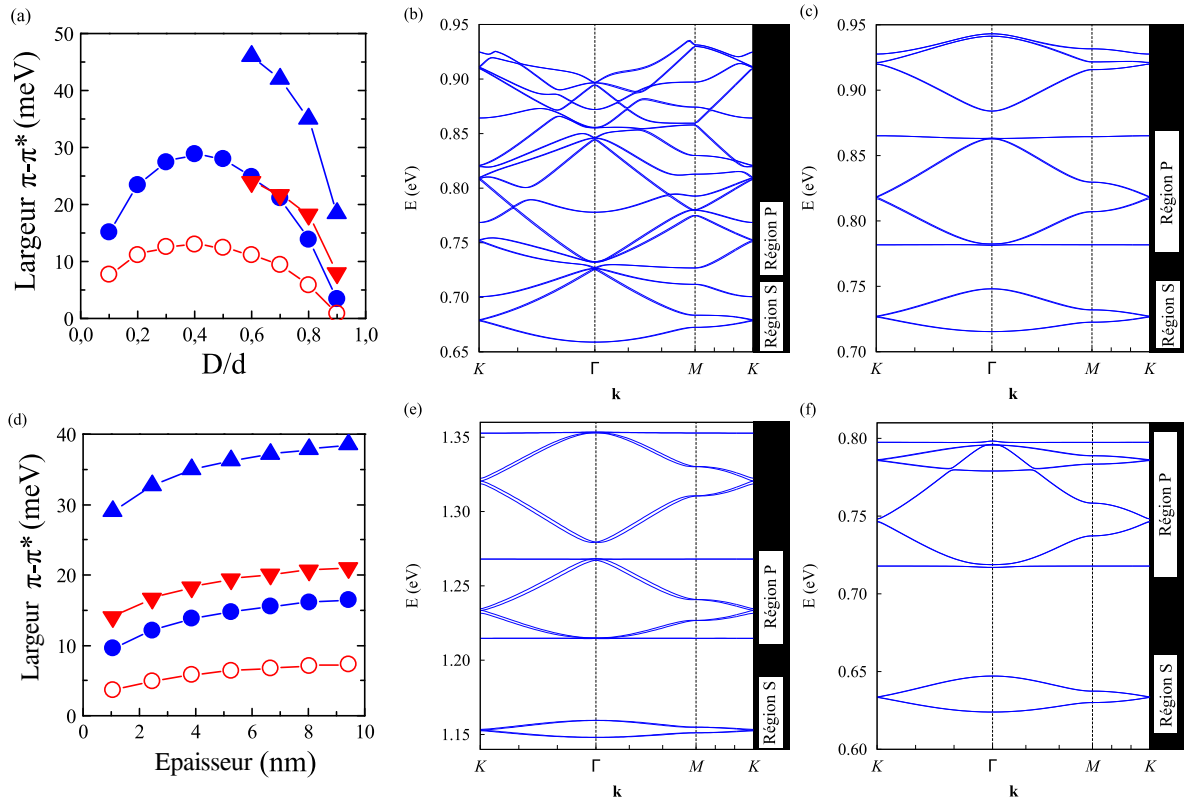 (a)
Largeur π-π* (meV)
50
40
30
20
10
0
0,0 0,2 0,4 0,6 0,8 1,0
D/d
(b)
E (eV)
0.95
0.90
0.85
0.80
0.75
0.70
0.65
K Γ M K
k
Région P
Région S
(c)
E (eV)
0.95
0.90
0.85
0.80
0.75
0.70
K Γ M K
k
Région P
Région S
(d)
Largeur π-π* (meV)
40
30
20
10
0
0 2 4 6 8 10
Epaisseur (nm)
(e)
E (eV)
1.35
1.30
1.25
1.20
1.15
K Γ M K
k
Région P
Région S
(f)
E (eV)
0.80
0.75
0.70
0.65
0.60
K Γ M K
k
Région P
Région S